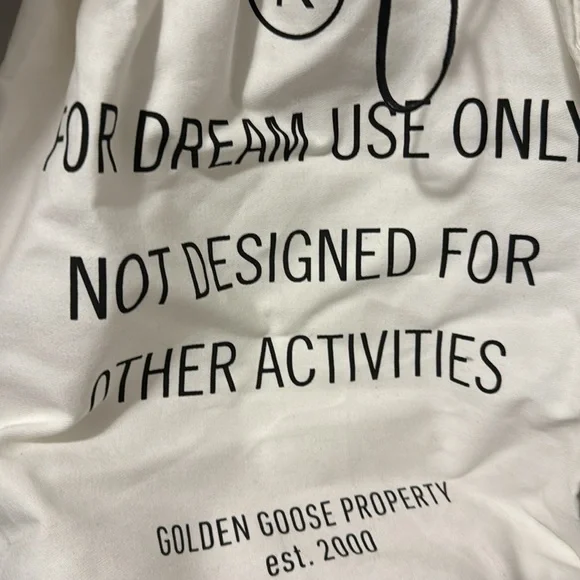 FOR DREAM USE ONLY
NOT DESIGNED FOR
OTHER ACTIVITIES
GOLDEN GOOSE PROPERTY
est. 2000